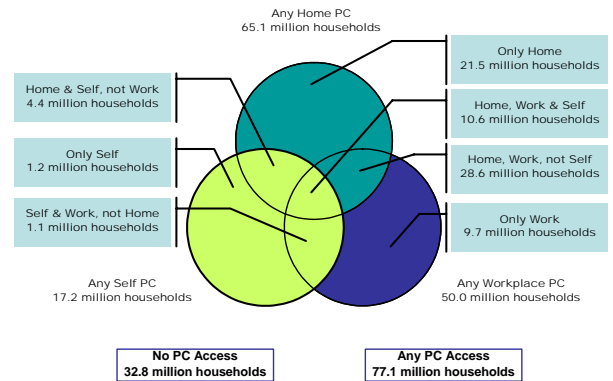 Any Home PC
65.1 million households
Only Home
21.5 million households
Home & Self, not Work
4.4 million households
Home, Work & Self
10.6 million households
Only Self
1.2 million households
Home, Work, not Self
28.6 million households
Self & Work, not Home
1.1 million households
Only Work
9.7 million households
Any Self PC
17.2 million households
Any Workplace PC
50.0 million households
No PC Access
32.8 million households
Any PC Access
77.1 million households